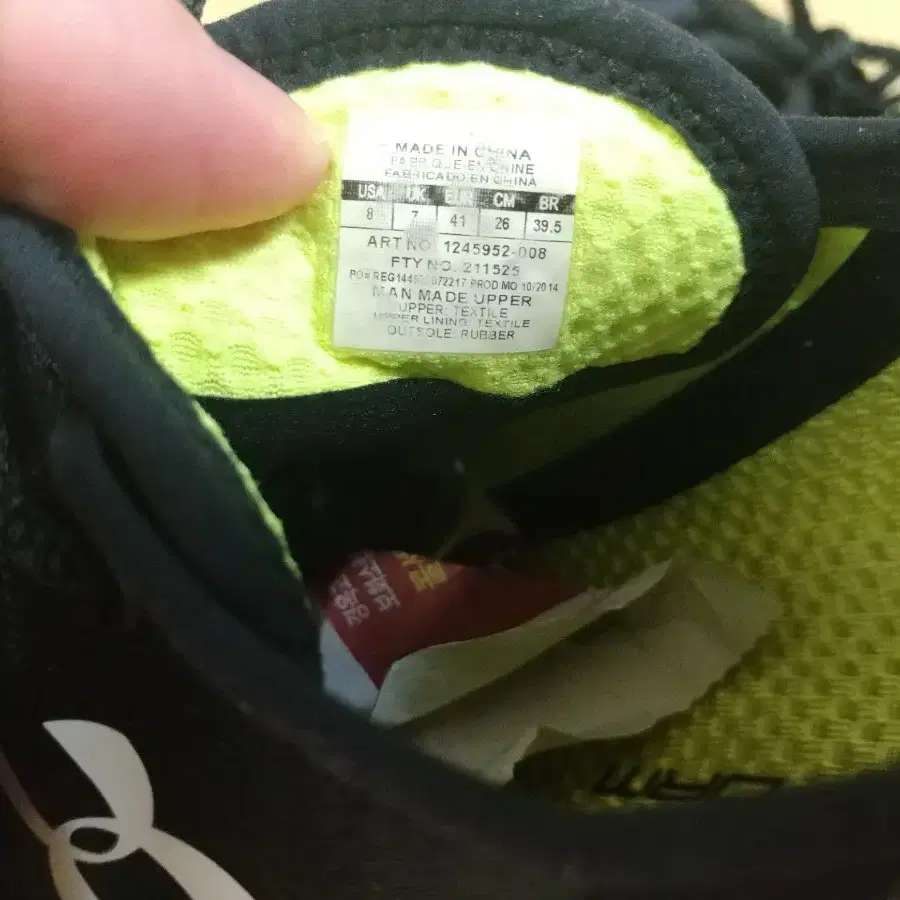 MADE IN CHINA
FABRIQUE EN CHINE
FABRICADO EN CHINA
USA UK EUR CM BR
8 7 41 26 39.5
ART NO 1245952-008
FTY NO. 211525
PROD MO 10/2014
MAN MADE UPPER
UPPER: TEXTILE
UPPER LINING: TEXTILE
OUTSOLE: RUBBER